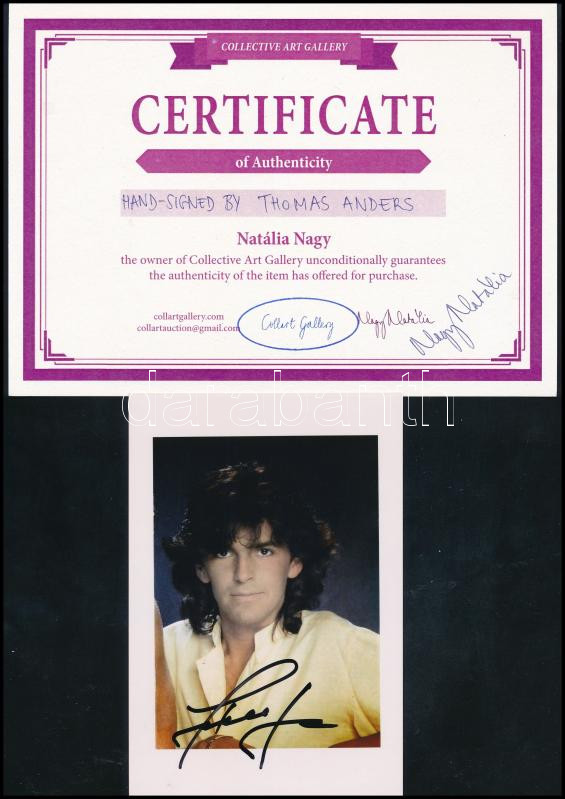 COLLECTIVE ART GALLERY
CERTIFICATE
of Authenticity
HAND-SIGNED BY THOMAS ANDERS
Natália Nagy
the owner of Collective Art Gallery unconditionally guarantees
the authenticity of the item has offered for purchase.
collartgallery.com
collartauction@gmail.com
Collart Gallery
Nagy Natália
Nagy Natália
darabanth